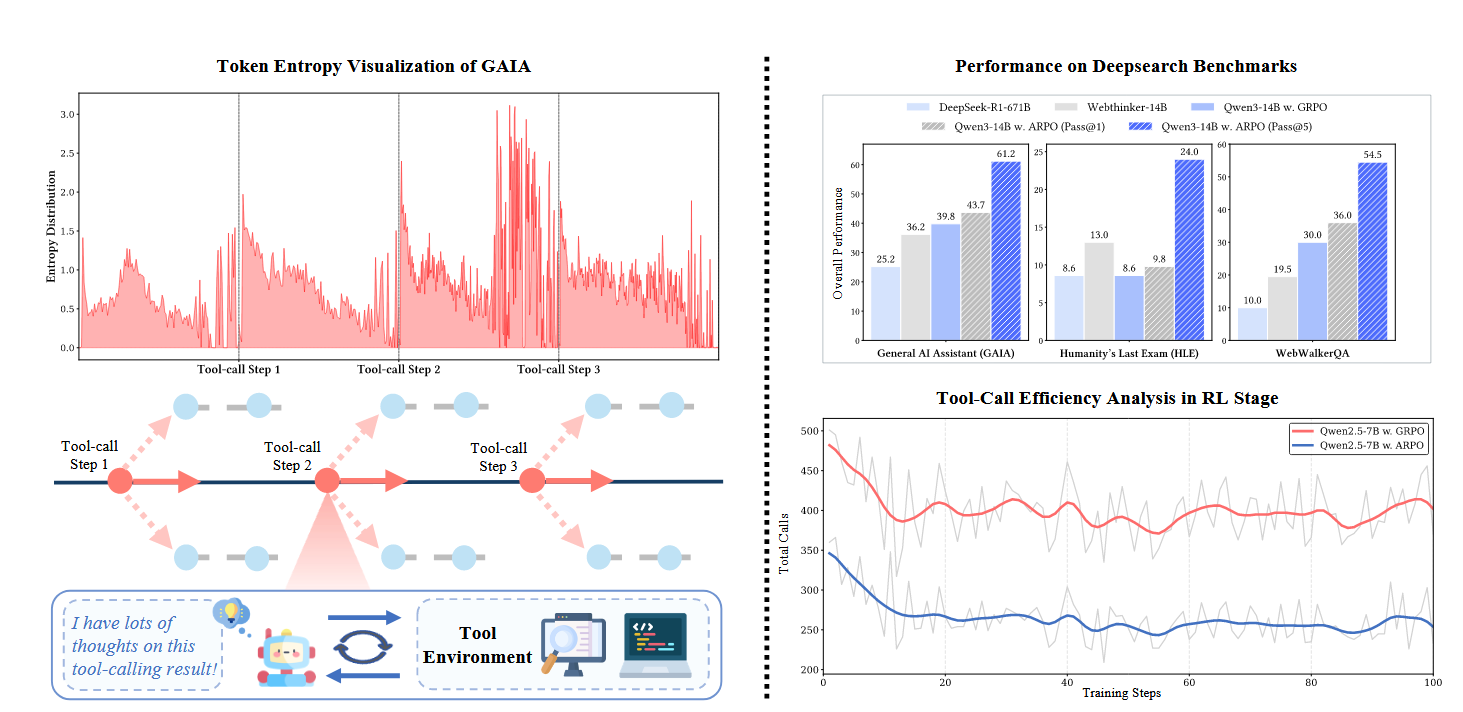 Token Entropy Visualization of GAIA
Entropy Distribution
3.0
2.5
2.0
1.5
1.0
0.5
0.0
Tool-call Step 1
Tool-call Step 2
Tool-call Step 3
Tool-call
Step 1
Tool-call
Step 2
Tool-call
Step 3
I have lots of
thoughts on this
tool-calling result!
Tool
Environment
</>
Performance on Deepsearch Benchmarks
DeepSeek-R1-671B
Webthinker-14B
Qwen3-14B w. GRPO
Qwen3-14B w. ARPO (Pass@1)
Qwen3-14B w. ARPO (Pass@5)
Overall Performance
60
50
40
30
20
10
0
25.2
36.2
39.8
43.7
61.2
General AI Assistant (GAIA)
25
20
15
10
5
0
8.6
13.0
8.6
9.8
24.0
Humanity's Last Exam (HLE)
60
50
40
30
20
10
0
10.0
19.5
30.0
36.0
54.5
WebWalkerQA
Tool-Call Efficiency Analysis in RL Stage
Total Calls
500
450
400
350
300
250
200
Qwen2.5-7B w. GRPO
Qwen2.5-7B w. ARPO
0
20
40
60
80
100
Training Steps